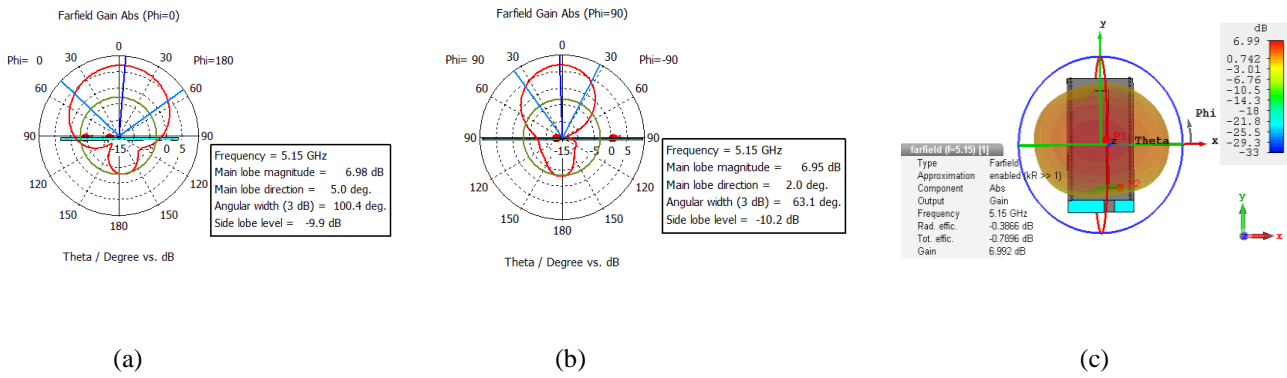 Farfield Gain Abs (Phi=0)
0
30 30
Phi= 0 Phi=180
60 60
90 -15 -5 0 5 90
120 120
150 150
180
Frequency = 5.15 GHz
Main lobe magnitude = 6.98 dB
Main lobe direction = 5.0 deg.
Angular width (3 dB) = 100.4 deg.
Side lobe level = -9.9 dB
Theta / Degree vs. dB
(a)
Farfield Gain Abs (Phi=90)
0
30 30
Phi= 90 Phi=-90
60 60
90 -15 -5 0 5 90
120 120
150 150
180
Frequency = 5.15 GHz
Main lobe magnitude = 6.95 dB
Main lobe direction = 2.0 deg.
Angular width (3 dB) = 63.1 deg.
Side lobe level = -10.2 dB
Theta / Degree vs. dB
(b)
y
P1
z Theta x
Phi
P2
farfield (f=5.15) [1]
Type Farfield
Approximation enabled (kR >> 1)
Component Abs
Output Gain
Frequency 5.15 GHz
Rad. effic. -0.3866 dB
Tot. effic. -0.7896 dB
Gain 6.992 dB
dB
6.99
0.742
-3.01
-6.76
-10.5
-14.3
-18
-21.8
-25.5
-29.3
-33
y
z x
(c)